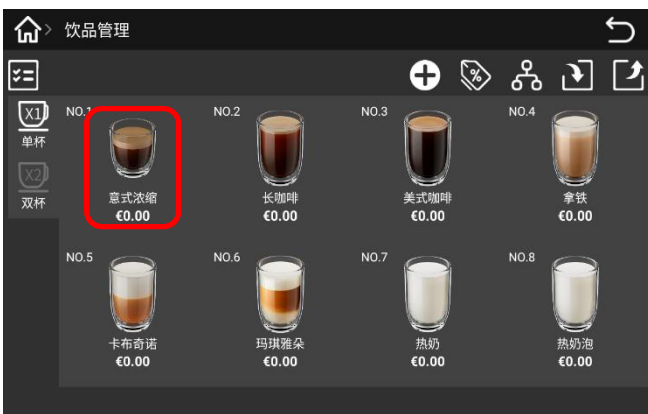 饮品管理
X1
单杯
X2
双杯
NO.1
意式浓缩
€0.00
NO.2
长咖啡
€0.00
NO.3
美式咖啡
€0.00
NO.4
拿铁
€0.00
NO.5
卡布奇诺
€0.00
NO.6
玛琪雅朵
€0.00
NO.7
热奶
€0.00
NO.8
热奶泡
€0.00